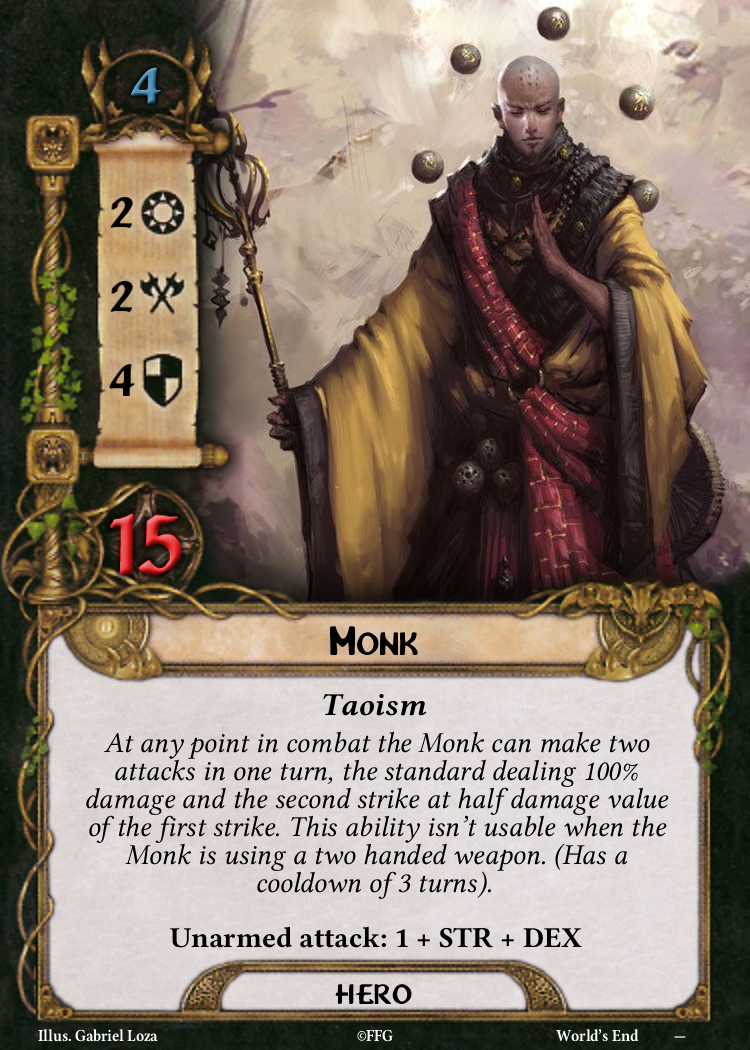 4
2
2
4
15
Monk
Taoism
At any point in combat the Monk can make two
attacks in one turn, the standard dealing 100%
damage and the second strike at half damage value
of the first strike. This ability isn't usable when the
Monk is using a two handed weapon. (Has a
cooldown of 3 turns).
Unarmed attack: 1 + STR + DEX
HERO
Illus. Gabriel Loza ©FFG World's End —